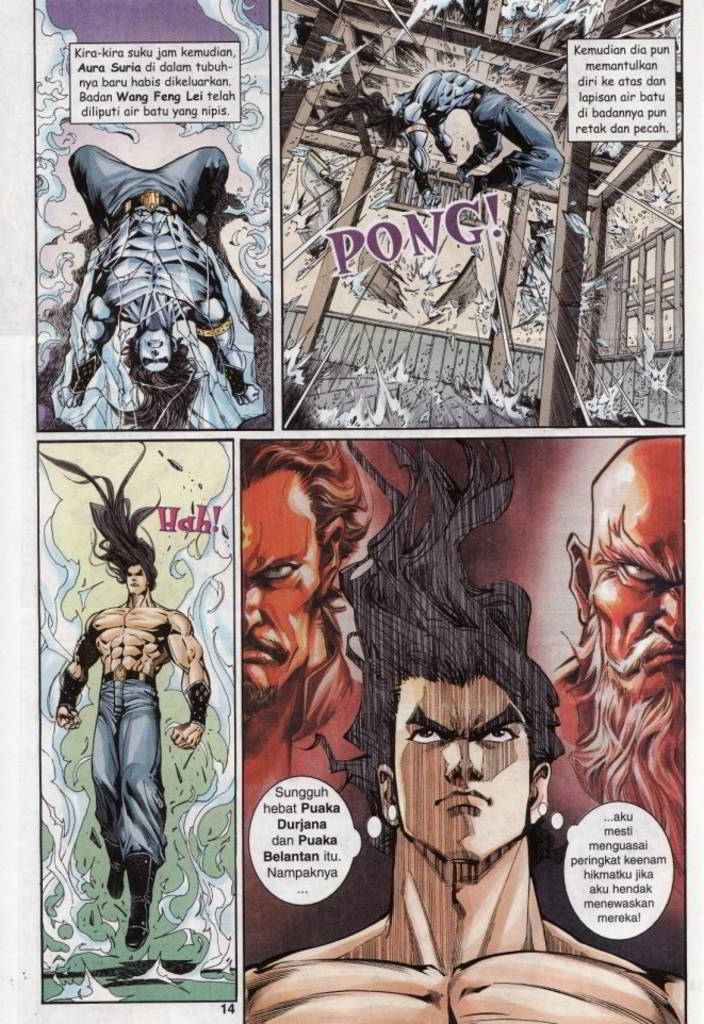 Kira-kira suku jam kemudian,
Aura Suria di dalam tubuh-
nya baru habis dikeluarkan.
Badan Wang Feng Lei telah
diliputi air batu yang nipis.
Kemudian dia pun
memantulkan
diri ke atas dan
lapisan air batu
di badannya pun
retak dan pecah.
PONG!
Hah!
Sungguh
hebat Puaka
Durjana
dan Puaka
Belantan itu.
Nampaknya
...
...aku
mesti
menguasai
peringkat keenam
hikmatku jika
aku hendak
menewaskan
mereka!
14